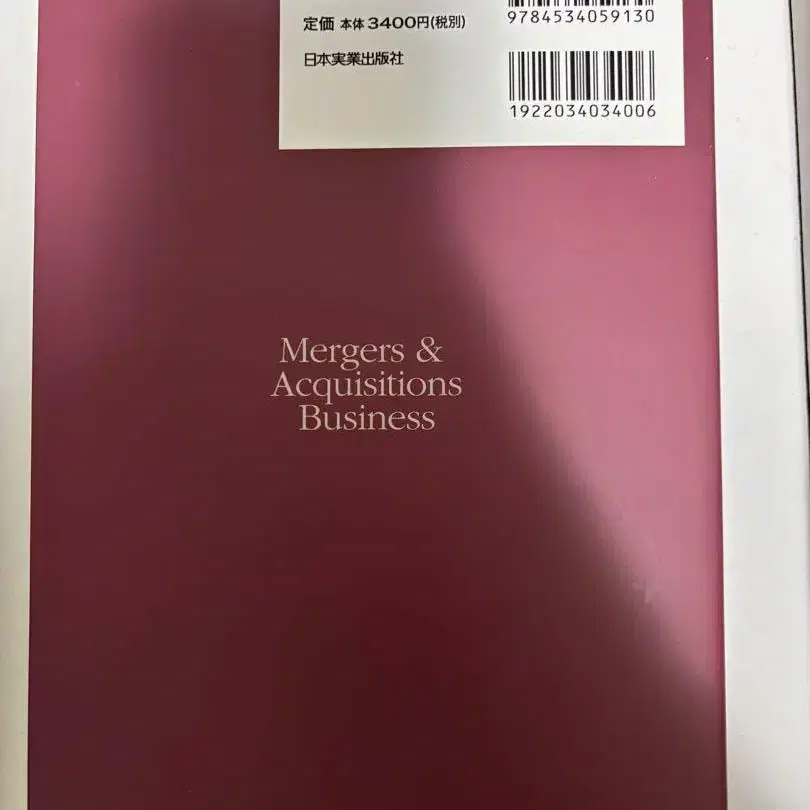 9784534059130
定価 本体3400円(税別)
日本実業出版社
1922034034006
Mergers &
Acquisitions
Business